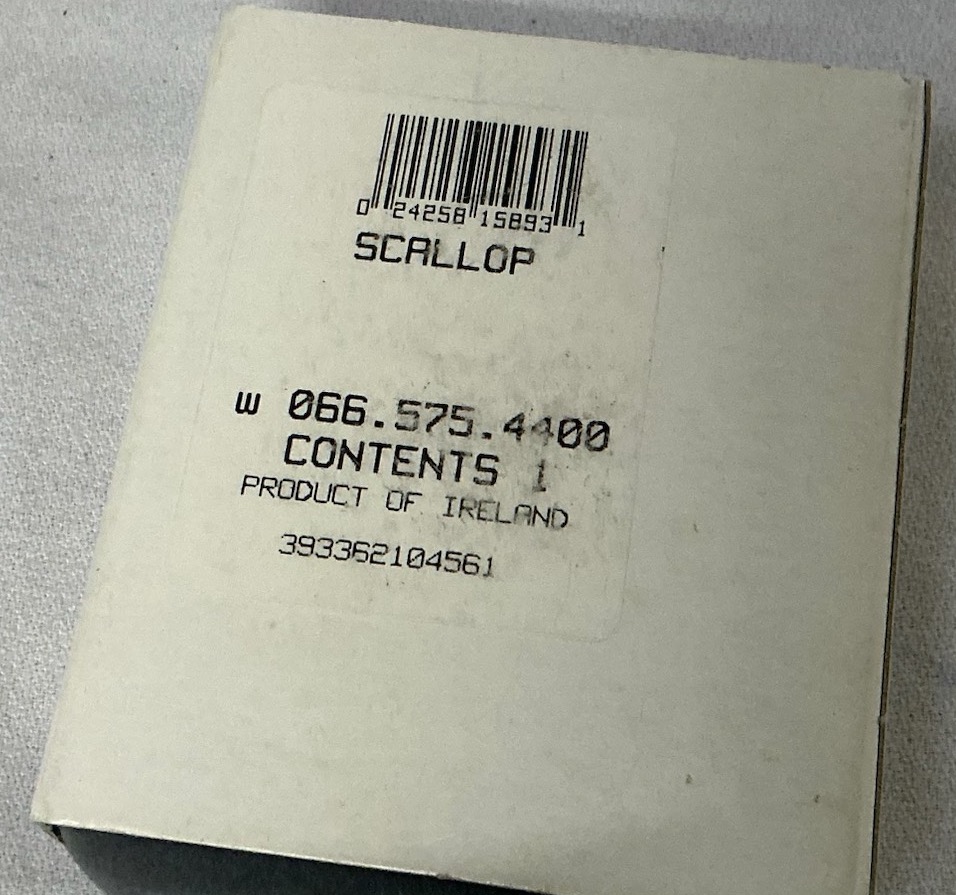 0 24258 15893 1
SCALLOP
W 066.575.4400
CONTENTS 1
PRODUCT OF IRELAND
393362104561